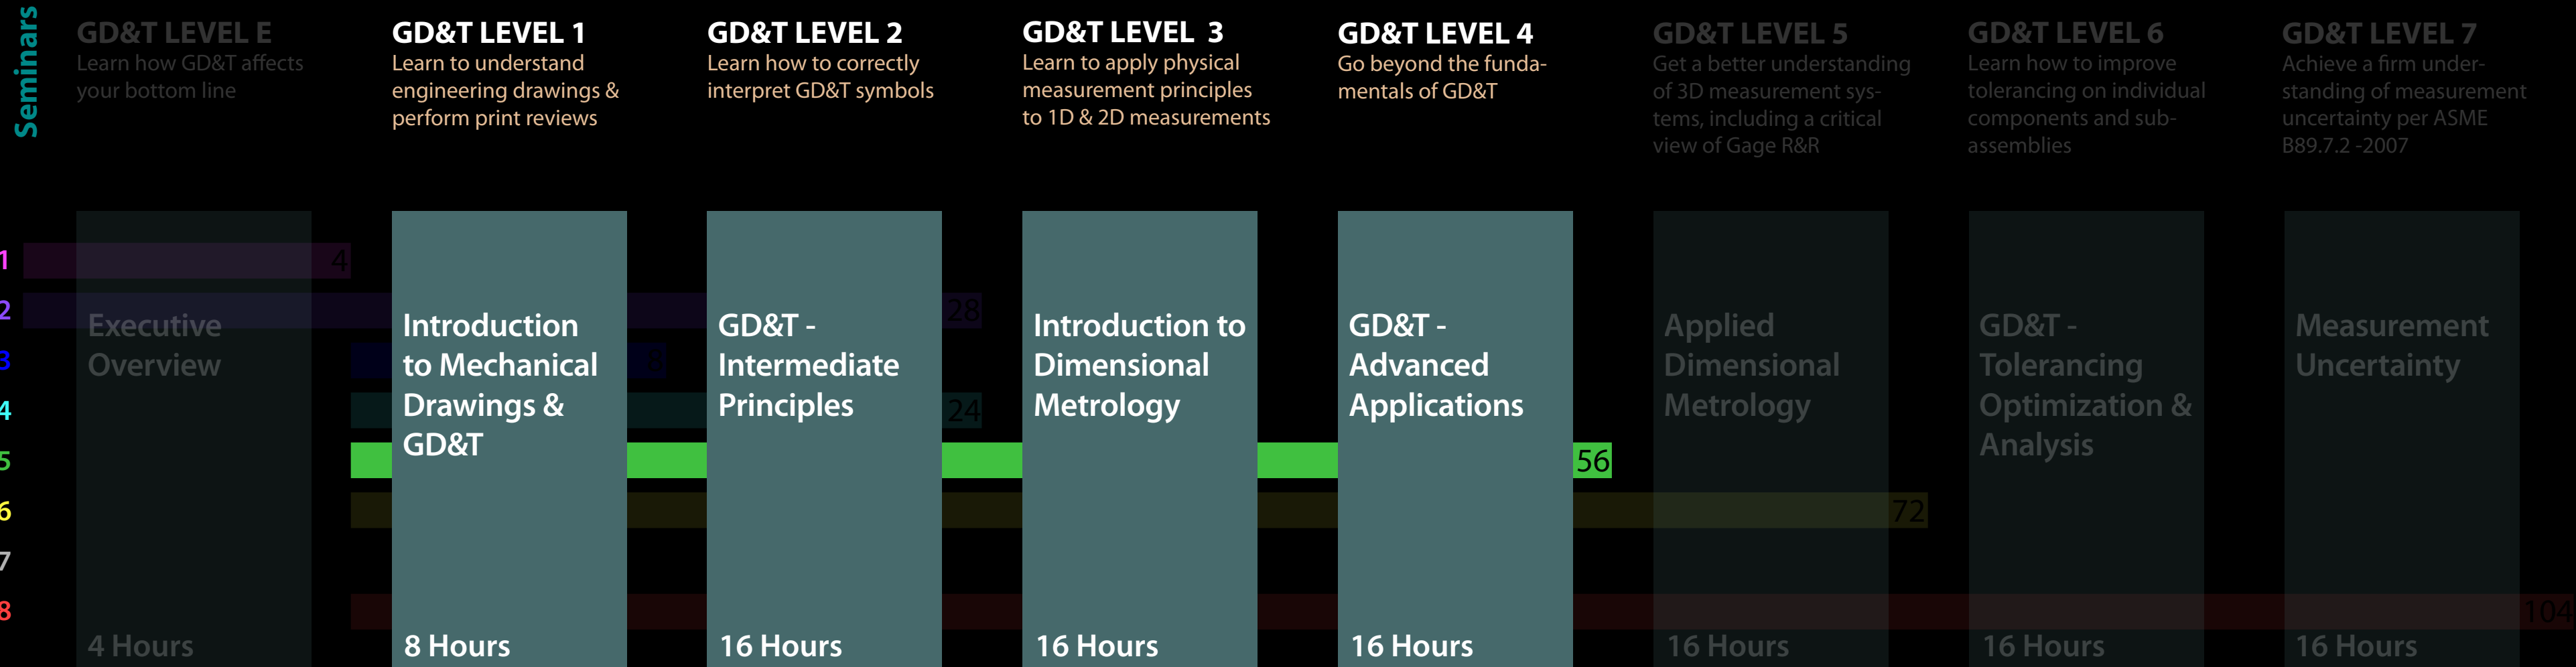 Seminars
GD&T LEVEL E
Learn how GD&T affects
your bottom line
GD&T LEVEL 1
Learn to understand
engineering drawings &
perform print reviews
GD&T LEVEL 2
Learn how to correctly
interpret GD&T symbols
GD&T LEVEL 3
Learn to apply physical
measurement principles
to 1D & 2D measurements
GD&T LEVEL 4
Go beyond the funda-
mentals of GD&T
GD&T LEVEL 5
Get a better understanding
of 3D measurement sys-
tems, including a critical
view of Gage R&R
GD&T LEVEL 6
Learn how to improve
tolerancing on individual
components and sub-
assemblies
GD&T LEVEL 7
Achieve a firm under-
standing of measurement
uncertainty per ASME
B89.7.2 -2007
1
4
2
28
3
8
4
24
5
56
6
72
7
8
104
Executive
Overview
4 Hours
Introduction
to Mechanical
Drawings &
GD&T
8 Hours
GD&T -
Intermediate
Principles
16 Hours
Introduction to
Dimensional
Metrology
16 Hours
GD&T -
Advanced
Applications
16 Hours
Applied
Dimensional
Metrology
16 Hours
GD&T -
Tolerancing
Optimization &
Analysis
16 Hours
Measurement
Uncertainty
16 Hours